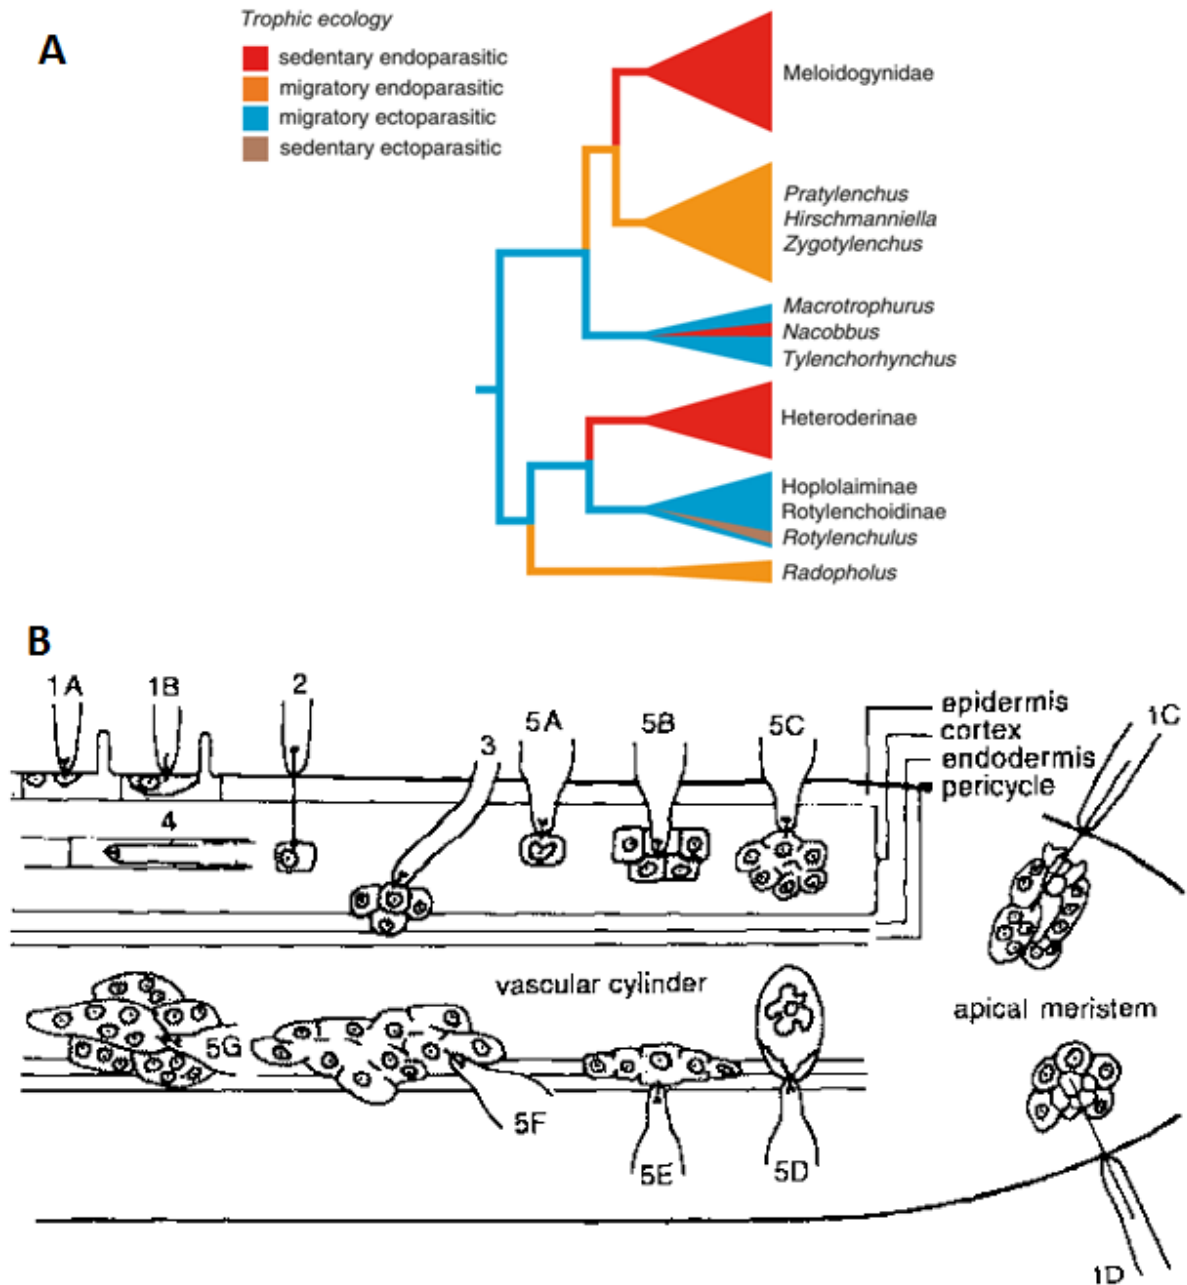 A
Trophic ecology
sedentary endoparasitic
migratory endoparasitic
migratory ectoparasitic
sedentary ectoparasitic
Meloidogynidae
Pratylenchus
Hirschmanniella
Zygotylenchus
Macrotrophurus
Nacobbus
Tylenchorhynchus
Heteroderinae
Hoplolaiminae
Rotylenchoidinae
Rotylenchulus
Radopholus
B
1A
1B
2
3
5A
5B
5C
epidermis
cortex
endodermis
pericycle
1C
4
vascular cylinder
apical meristem
5G
5F
5E
5D
1D